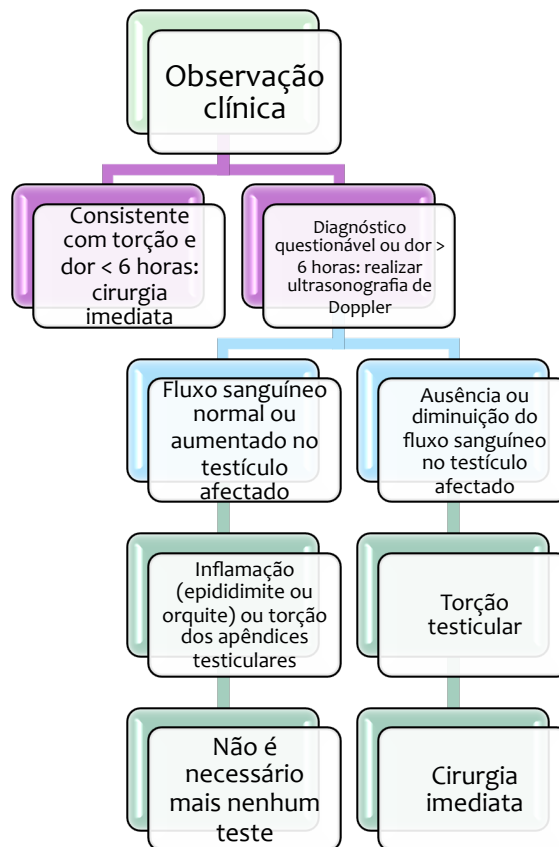 Observação
clínica
Consistente
com torção e
dor < 6 horas:
cirurgia
imediata
Diagnóstico
questionável ou dor >
6 horas: realizar
ultrasonografia de
Doppler
Fluxo sanguíneo
normal ou
aumentado no
testículo
afectado
Ausência ou
diminuição do
fluxo sanguíneo
no testículo
afectado
Inflamação
(epididimite ou
orquite) ou torção
dos apêndices
testiculares
Torção
testicular
Não é
necessário
mais nenhum
teste
Cirurgia
imediata